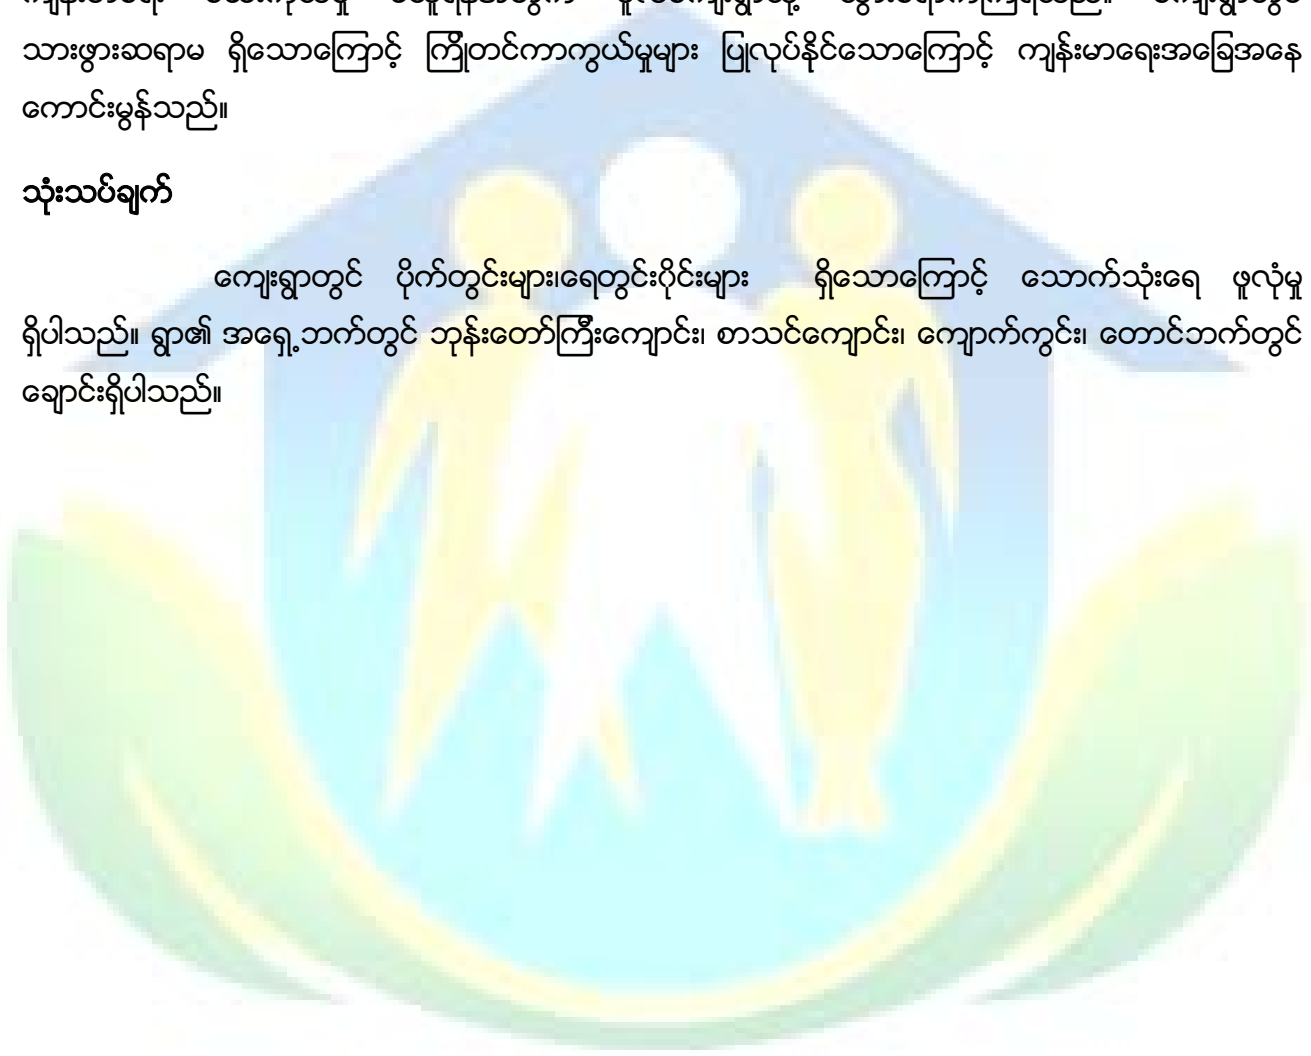 သားဖွားဆရာမ ရှိသောကြောင့် ကြိုတင်ကာကွယ်မှုများ ပြုလုပ်နိုင်သောကြောင့် ကျန်းမာရေးအခြေအနေ
ကောင်းမွန်သည်။
သုံးသပ်ချက်
ကျေးရွာတွင် ပိုက်တွင်းများ၊ရေတွင်းဂိုင်းများ ရှိသောကြောင့် သောက်သုံးရေ ဖူလုံမှု
ရှိပါသည်။ ရွာ၏ အရှေ့ဘက်တွင် ဘုန်းတော်ကြီးကျောင်း၊ စာသင်ကျောင်း၊ ကျောက်ကွင်း၊ တောင်ဘက်တွင်
ချောင်းရှိပါသည်။